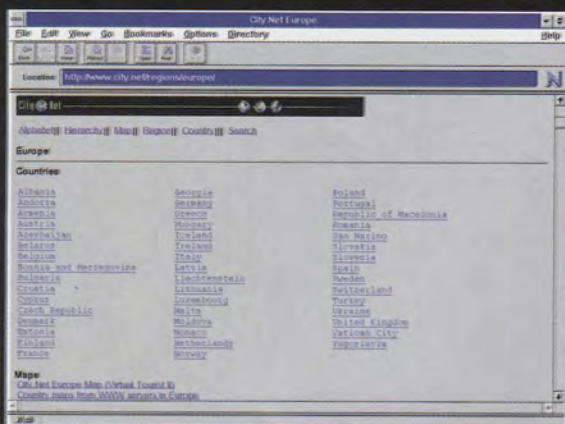 City.Net Europe
File Edit View Go Bookmarks Options Directory Help
Location: http://www.city.net/regions/europe/
City Net
Alphabet|| Hierarchy|| Map|| Region|| Country||| Search
Europe
Countries
Albania Georgia Poland
Andorra Germany Portugal
Armenia Greece Republic of Macedonia
Austria Hungary Romania
Azerbaijan Iceland San Marino
Belarus Ireland Slovakia
Belgium Italy Slovenia
Bosnia and Herzegovina Latvia Spain
Bulgaria Liechtenstein Sweden
Croatia Lithuania Switzerland
Cyprus Luxembourg Turkey
Czech Republic Malta Ukraine
Denmark Moldova United Kingdom
Estonia Monaco Vatican City
Finland Netherlands Yugoslavia
France Norway
Maps
City.Net Europe Map (Virtual Tourist II)
Country maps from WWW servers in Europe